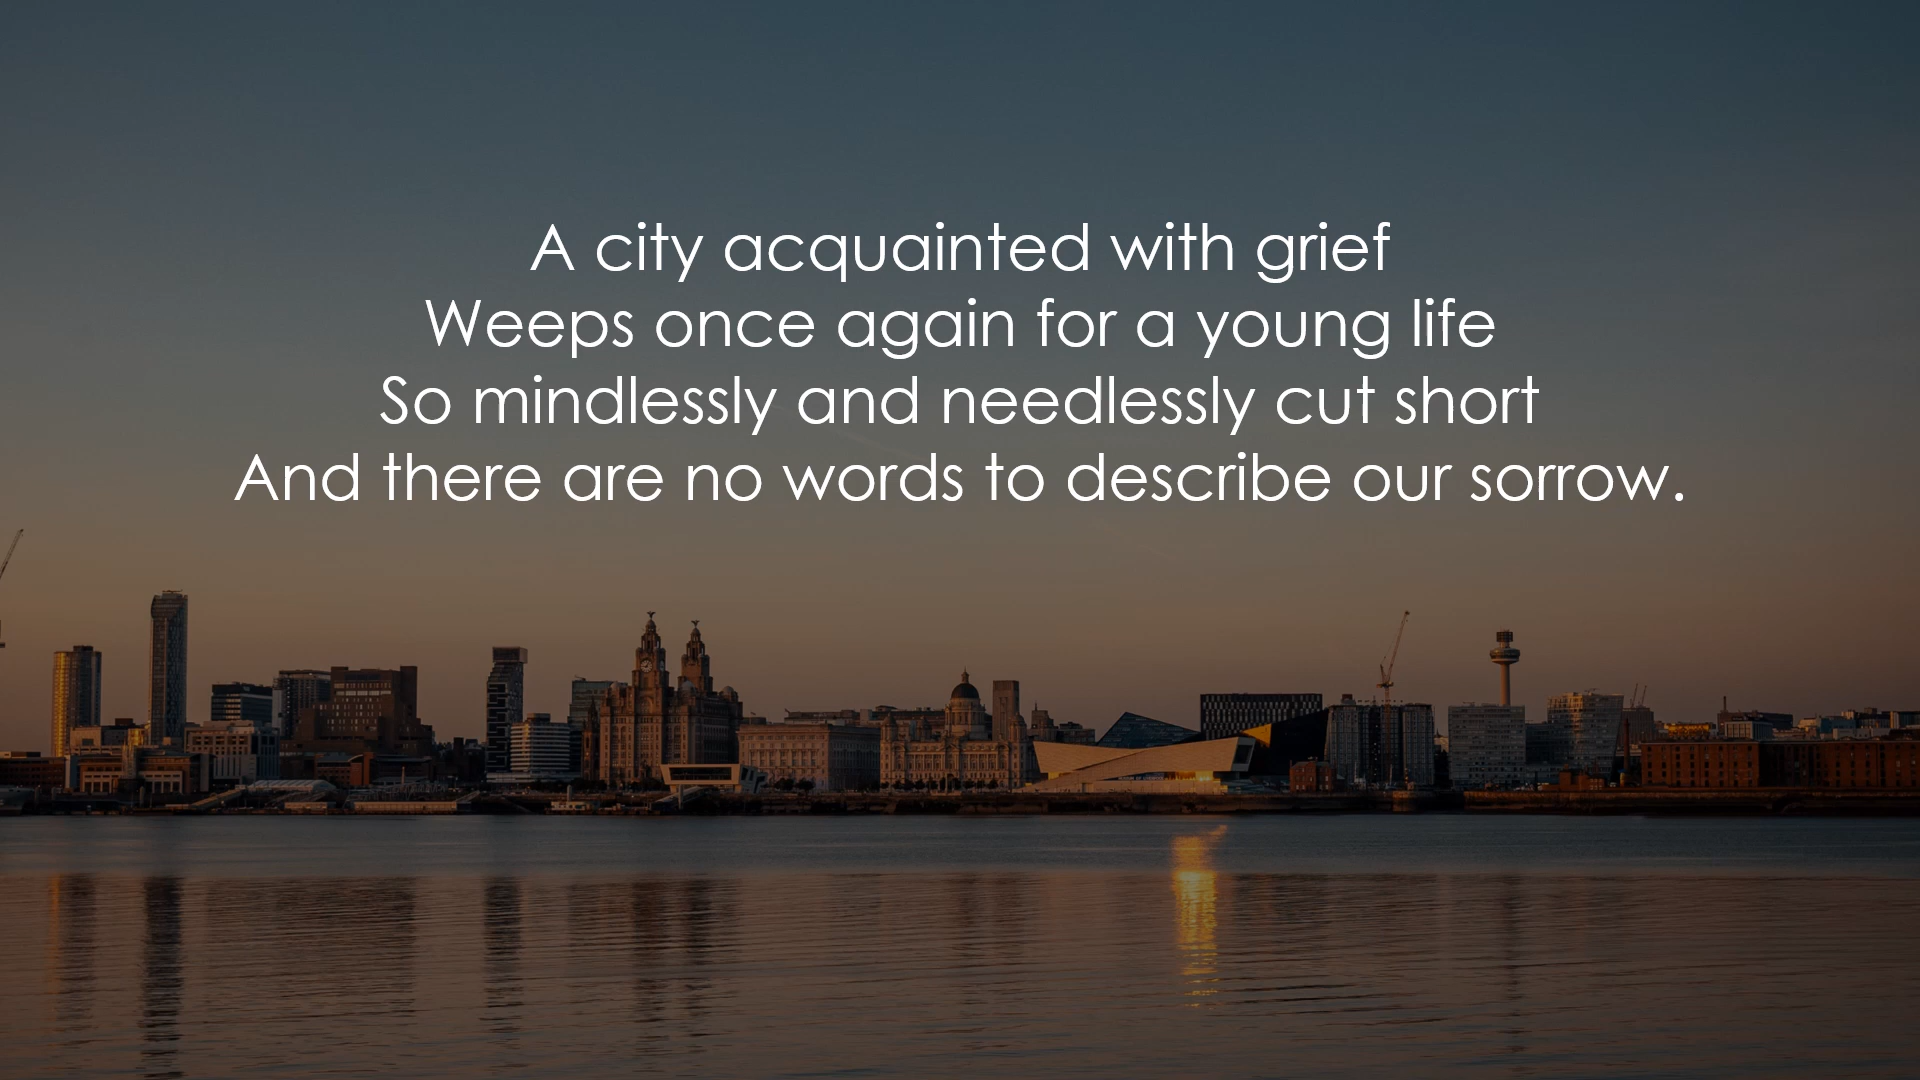 A city acquainted with grief
Weeps once again for a young life
So mindlessly and needlessly cut short
And there are no words to describe our sorrow.